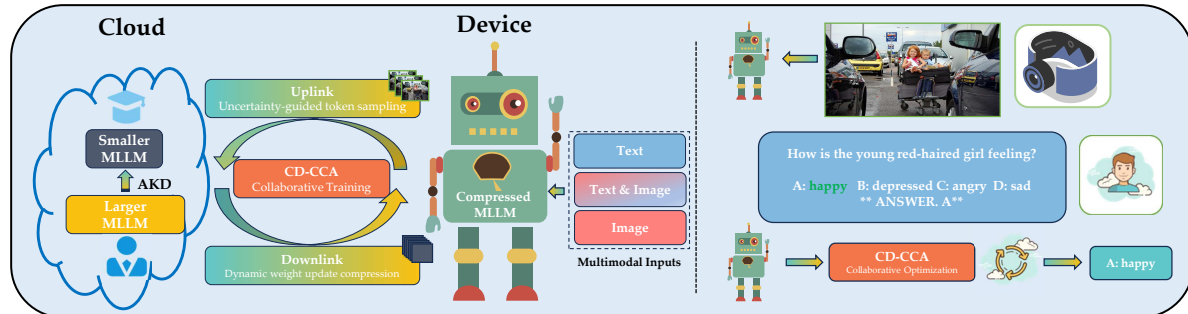 Cloud
Device
Uplink
Uncertainty-guided token sampling
Smaller
MLLM
AKD
Larger
MLLM
CD-CCA
Collaborative Training
Compressed
MLLM
Downlink
Dynamic weight update compression
Text
Text & Image
Image
Multimodal Inputs
How is the young red-haired girl feeling?
A: happy B: depressed C: angry D: sad
** ANSWER. A**
CD-CCA
Collaborative Optimization
A: happy